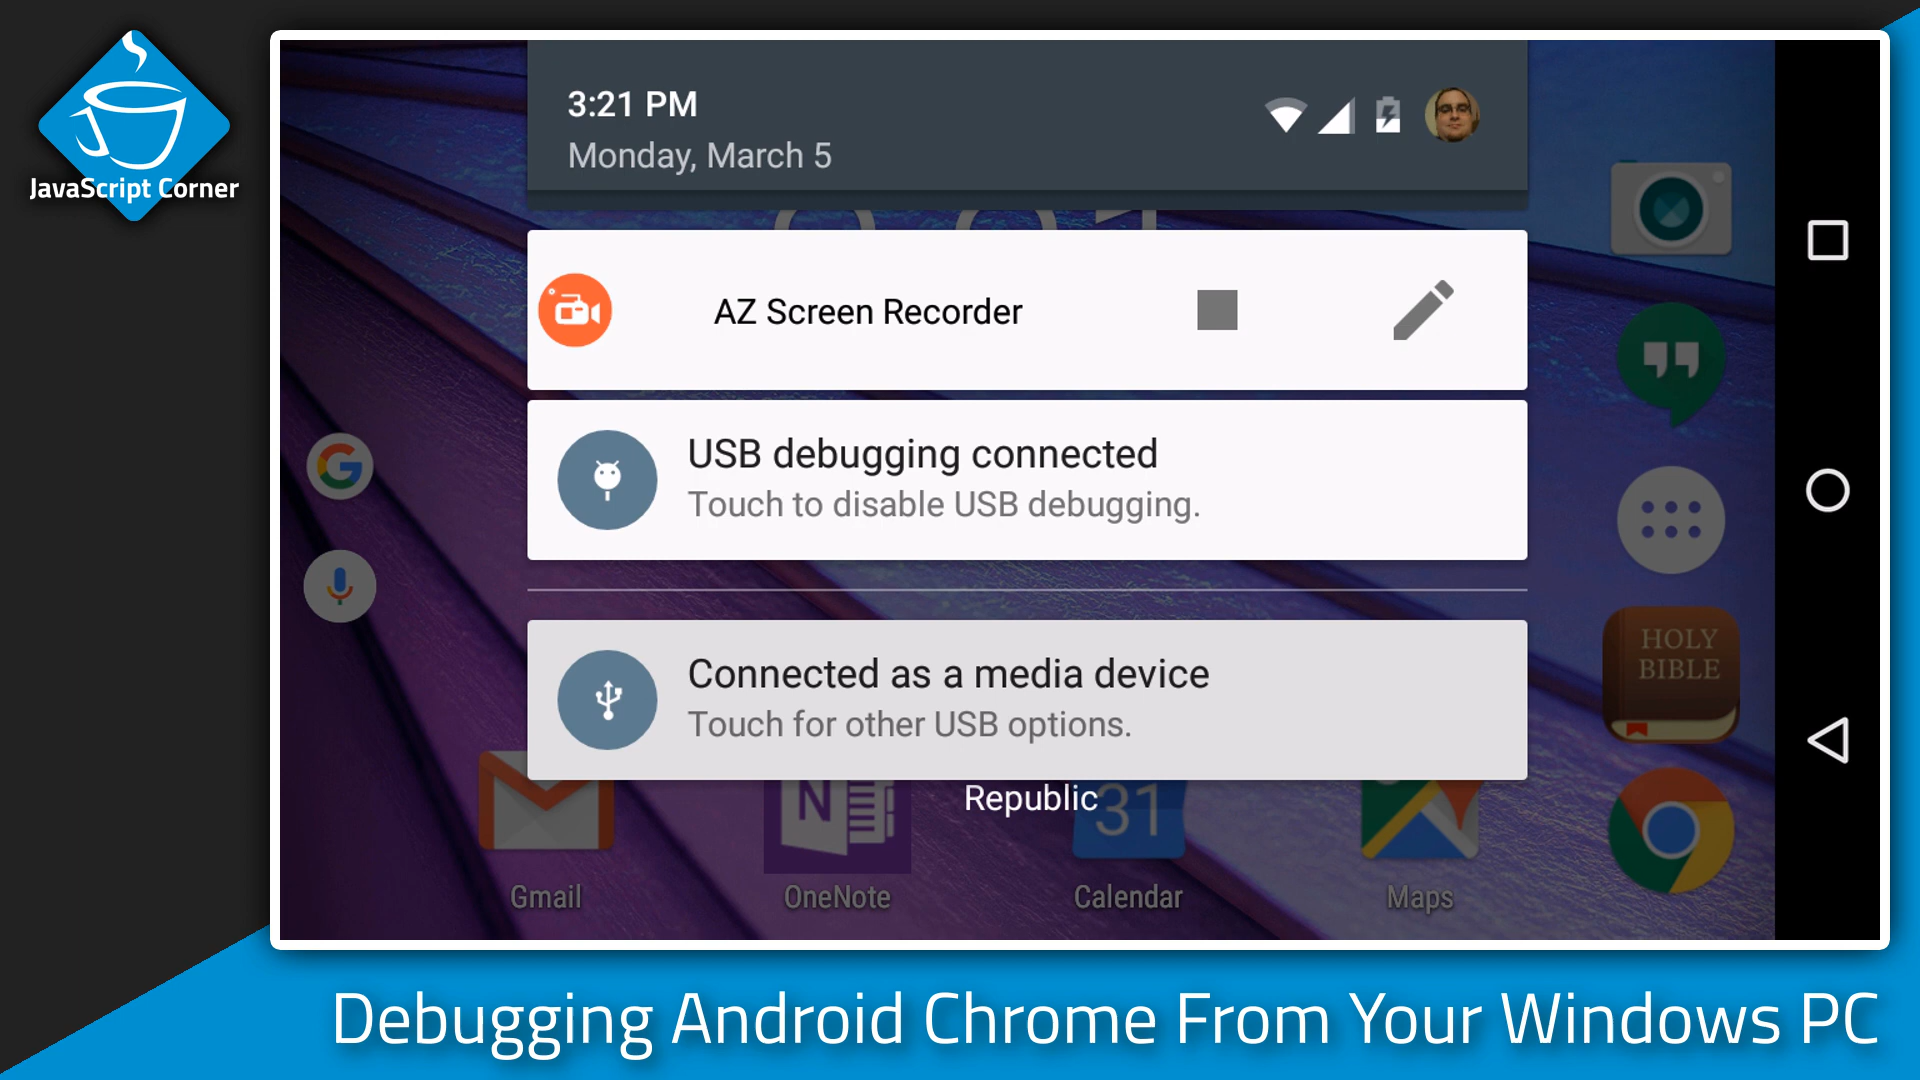 JavaScript Corner
3:21 PM
Monday, March 5
AZ Screen Recorder
USB debugging connected
Touch to disable USB debugging.
Connected as a media device
Touch for other USB options.
HOLY
BIBLE
Republic
N
31
Gmail
OneNote
Calendar
Maps
Debugging Android Chrome From Your Windows PC